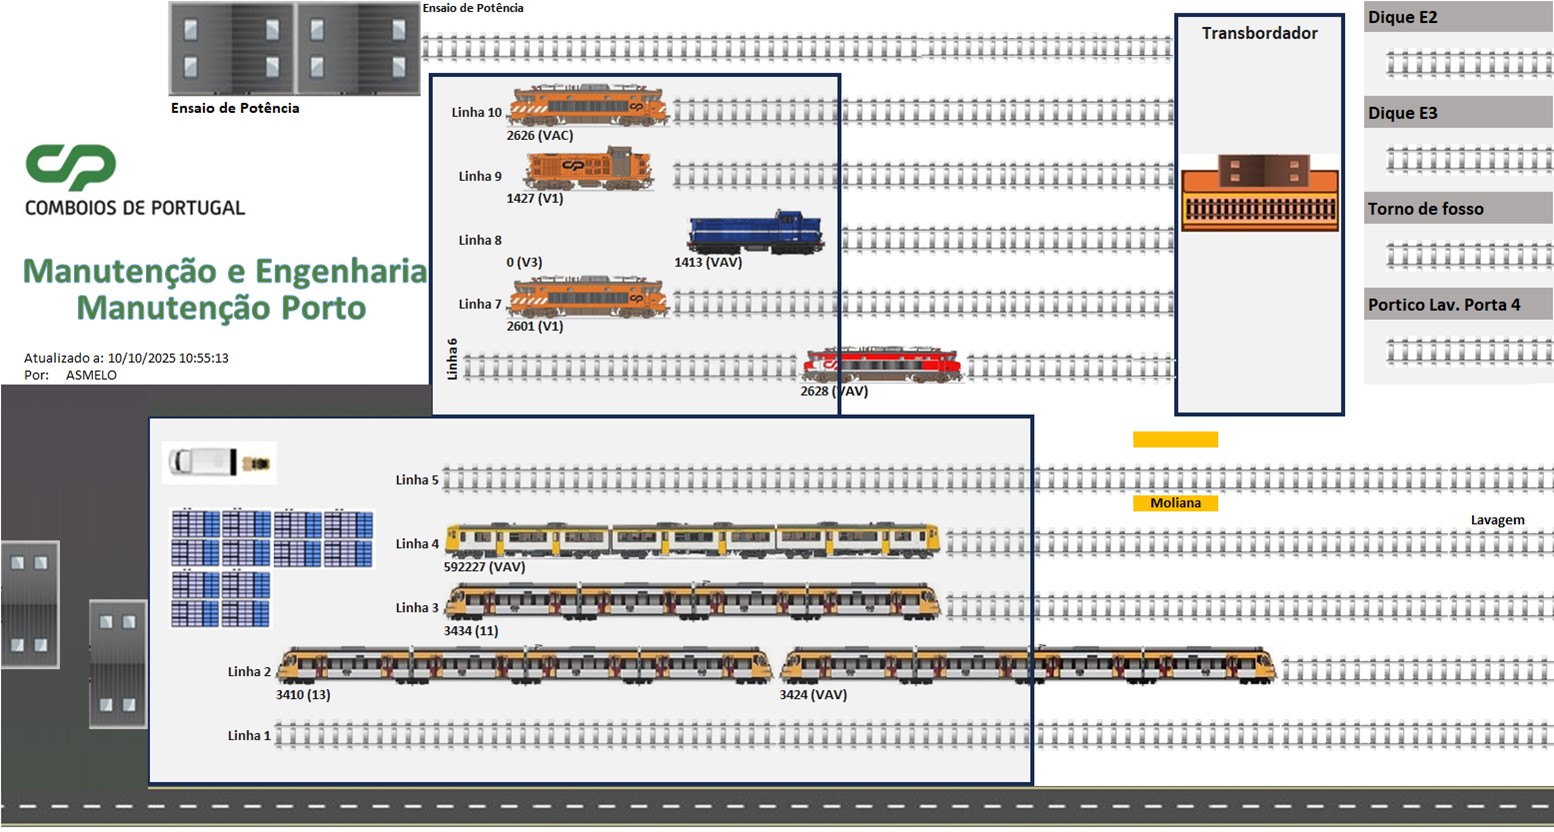 Ensaio de Potência
Ensaio de Potência
Transbordador
Dique E2
Dique E3
Torno de fosso
Portico Lav. Porta 4
Linha 10
2626 (VAC)
Linha 9
1427 (V1)
Linha 8
0 (V3)
1413 (VAV)
Linha 7
2601 (V1)
Linha 6
2628 (VAV)
CP
COMBOIOS DE PORTUGAL
Manutenção e Engenharia
Manutenção Porto
Atualizado a: 10/10/2025 10:55:13
Por: ASMELO
Linha 5
Moliana
Lavagem
Linha 4
592227 (VAV)
Linha 3
3434 (11)
Linha 2
3410 (13)
3424 (VAV)
Linha 1